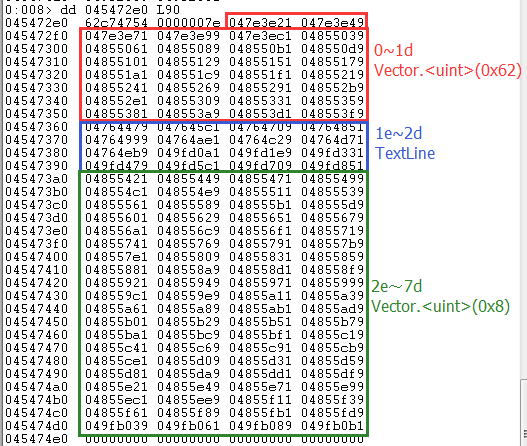 0:008> dd 045472e0 L90
045472e0 62c74754 0000007e 047e3e21 047e3e49
045472f0 047e3e71 047e3e99 047e3ec1 04855039
04547300 04855061 04855089 048550b1 048550d9
04547310 04855101 04855129 04855151 04855179
04547320 048551a1 048551c9 048551f1 04855219
04547330 04855241 04855269 04855291 048552b9
04547340 048552e1 04855309 04855331 04855359
04547350 04855381 048553a9 048553d1 048553f9
04547360 04764479 047645c1 04764709 04764851
04547370 04764999 04764ae1 04764c29 04764d71
04547380 04764eb9 049fd0a1 049fd1e9 049fd331
04547390 049fd479 049fd5c1 049fd709 049fd851
045473a0 04855421 04855449 04855471 04855499
045473b0 048554c1 048554e9 04855511 04855539
045473c0 04855561 04855589 048555b1 048555d9
045473d0 04855601 04855629 04855651 04855679
045473e0 048556a1 048556c9 048556f1 04855719
045473f0 04855741 04855769 04855791 048557b9
04547400 048557e1 04855809 04855831 04855859
04547410 04855881 048558a9 048558d1 048558f9
04547420 04855921 04855949 04855971 04855999
04547430 048559c1 048559e9 04855a11 04855a39
04547440 04855a61 04855a89 04855ab1 04855ad9
04547450 04855b01 04855b29 04855b51 04855b79
04547460 04855ba1 04855bc9 04855bf1 04855c19
04547470 04855c41 04855c69 04855c91 04855cb9
04547480 04855ce1 04855d09 04855d31 04855d59
04547490 04855d81 04855da9 04855dd1 04855df9
045474a0 04855e21 04855e49 04855e71 04855e99
045474b0 04855ec1 04855ee9 04855f11 04855f39
045474c0 04855f61 04855f89 04855fb1 04855fd9
045474d0 049fb039 049fb061 049fb089 049fb0b1
045474e0 00000000 00000000 00000000 00000000
0~1d
Vector.<uint>(0x62)
1e~2d
TextLine
2e~7d
Vector.<uint>(0x8)